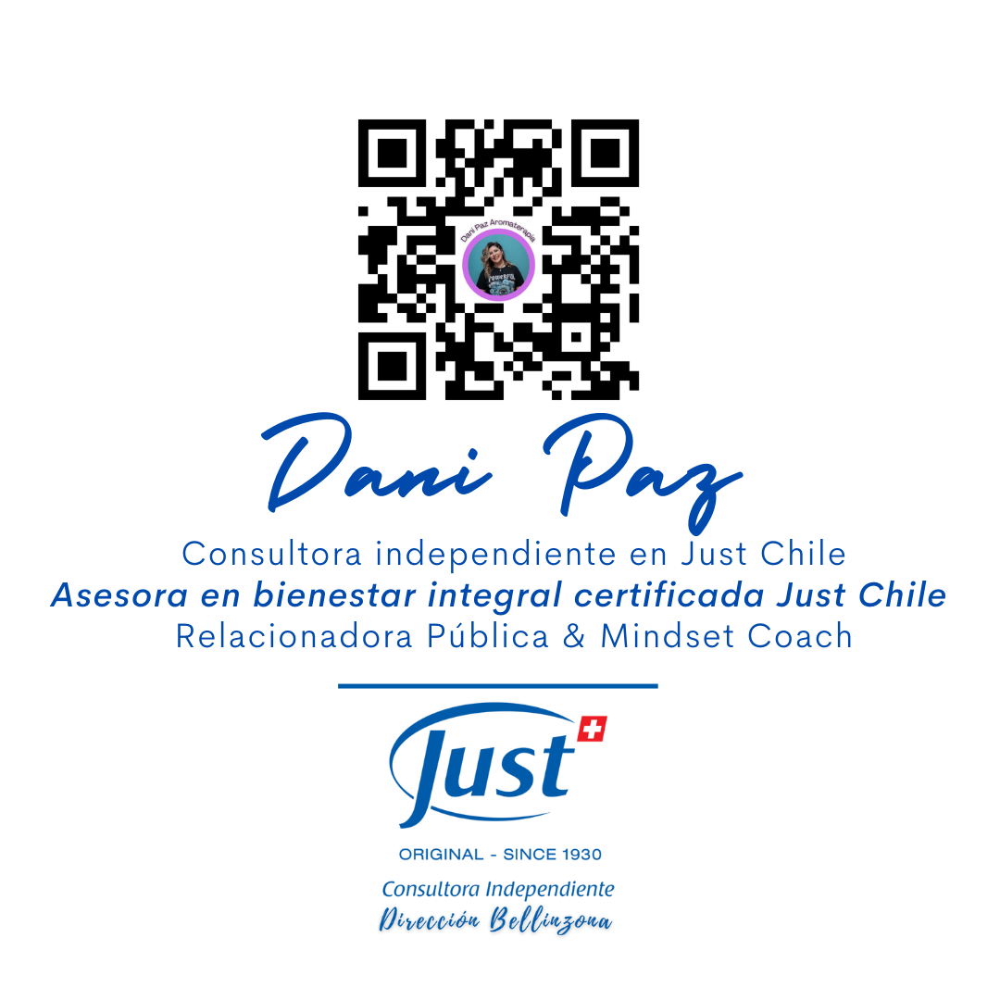 Dani Paz Aromaterapia
POWERFUL
Dani Paz
Consultora independiente en Just Chile
Asesora en bienestar integral certificada Just Chile
Relacionadora Pública & Mindset Coach
Just
ORIGINAL - SINCE 1930
Consultora Independiente
Dirección Bellinzona